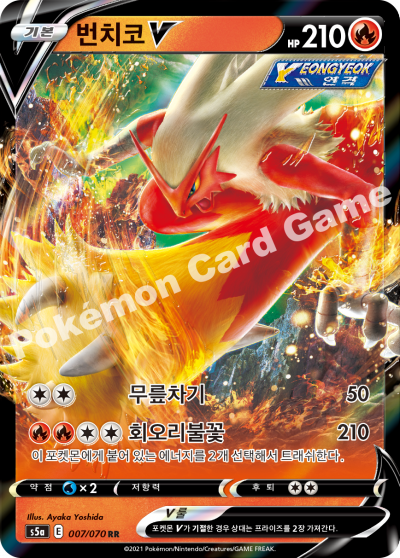 기본 번치코 V HP 210
YEONGYEOK
연격
Pokémon Card Game
무릎차기 50
회오리불꽃 210
이 포켓몬에게 붙어 있는 에너지를 2개 선택해서 트래쉬한다.
약점 ×2 저항력 후퇴
Illus. Ayaka Yoshida
V룰
s5a E 007/070 RR
포켓몬 V가 기절한 경우 상대는 프라이즈를 2장 가져간다.
©2021 Pokémon/Nintendo/Creatures/GAME FREAK.